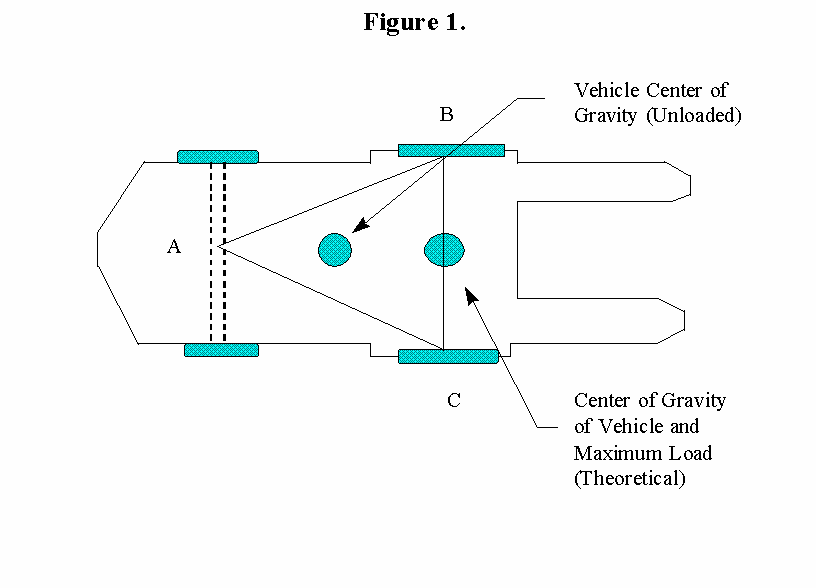 Figure 1.
Vehicle Center of
Gravity (Unloaded)
B
A
C
Center of Gravity
of Vehicle and
Maximum Load
(Theoretical)